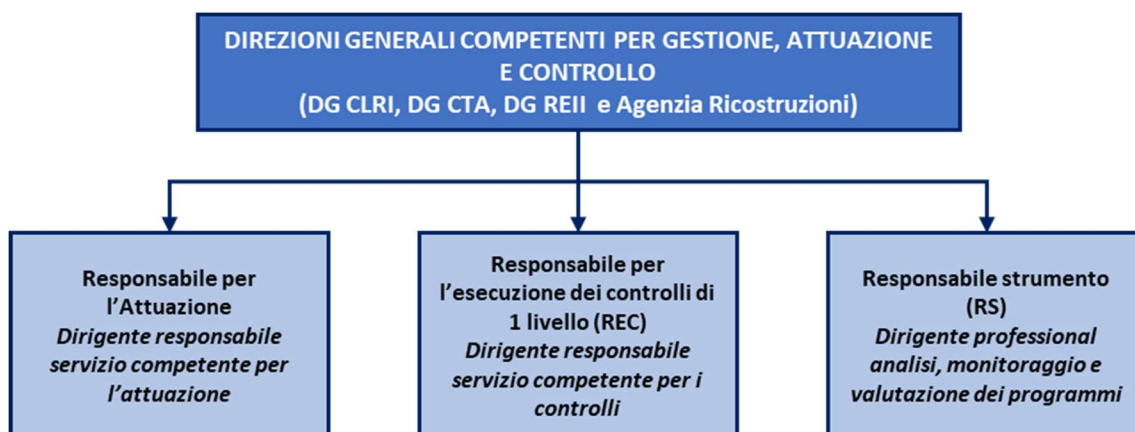 DIREZIONI GENERALI COMPETENTI PER GESTIONE, ATTUAZIONE
E CONTROLLO
(DG CLRI, DG CTA, DG REII e Agenzia Ricostruzioni)
Responsabile per
l’Attuazione
Dirigente responsabile
servizio competente per
l’attuazione
Responsabile per
l’esecuzione dei controlli di
1 livello (REC)
Dirigente responsabile
servizio competente per i
controlli
Responsabile strumento
(RS)
Dirigente professional
analisi, monitoraggio e
valutazione dei programmi